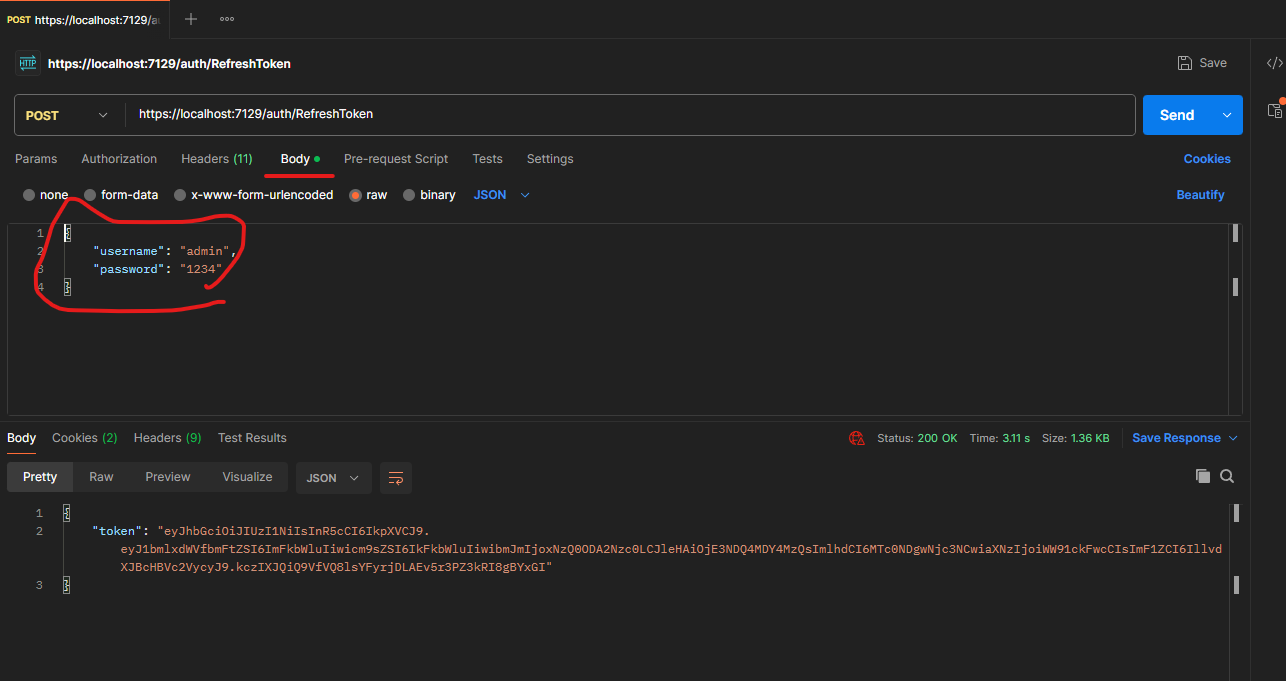 POST https://localhost:7129/au
HTTP https://localhost:7129/auth/RefreshToken Save
POST https://localhost:7129/auth/RefreshToken Send
Params Authorization Headers (11) Body Pre-request Script Tests Settings Cookies
none form-data x-www-form-urlencoded raw binary JSON Beautify
1 {
2 "username": "admin",
3 "password": "1234"
4 }
Body Cookies (2) Headers (9) Test Results Status: 200 OK Time: 3.11 s Size: 1.36 KB Save Response
Pretty Raw Preview Visualize JSON
1 {
2 "token": "eyJhbGciOiJIUzI1NiIsInR5cCI6IkpXVCJ9.
eyJ1bmlxdWVfbmFtZSI6ImFkbWluIiwicm9sZSI6IkFkbWluIiwibmJmIjoxNzQ0ODA2Nzc0LCJleHAiOjE3NDQ4MDY4MzQsImlhdCI6MTc0NDgwNjc3NCwiaXNzIjoiWW91ckFwcCIsImF1ZCI6Illvd
XJBcHBVc2VycyJ9.kczIXJQiQ9VfVQ8lsYFyrjDLAEv5r3PZ3kRI8gBYxGI"
3 }